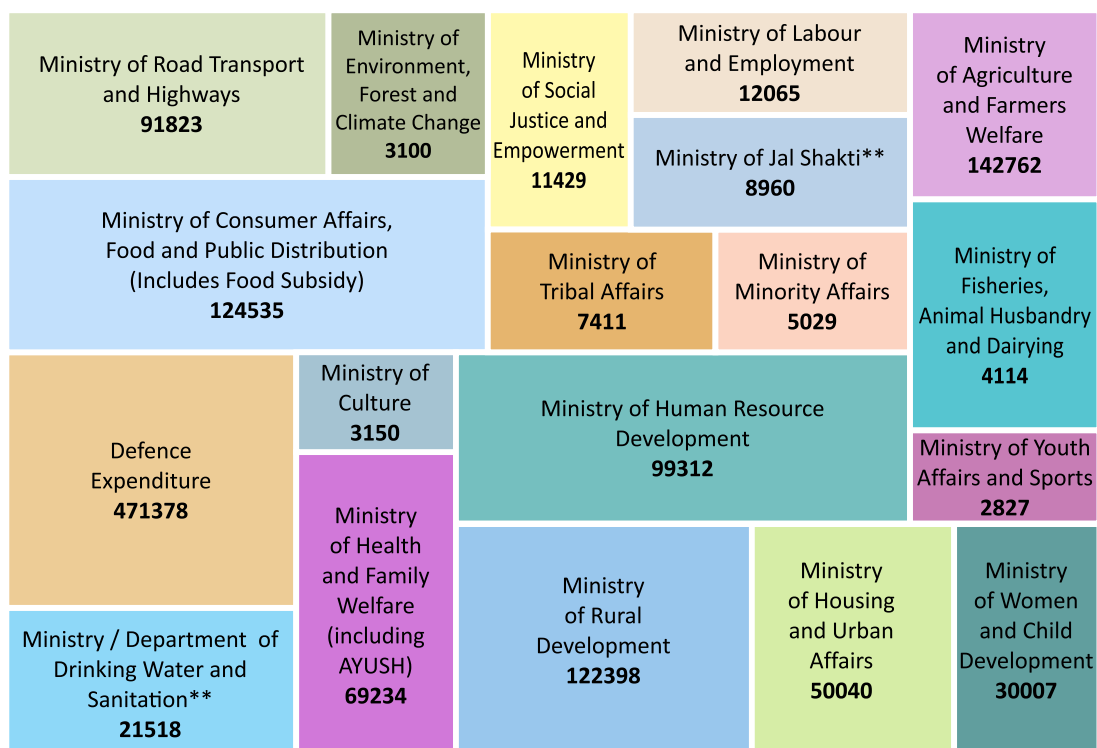 Ministry of Road Transport
and Highways
91823
Ministry of
Environment,
Forest and
Climate Change
3100
Ministry
of Social
Justice and
Empowerment
11429
Ministry of Labour
and Employment
12065
Ministry
of Agriculture
and Farmers
Welfare
142762
Ministry of Jal Shakti**
8960
Ministry of Consumer Affairs,
Food and Public Distribution
(Includes Food Subsidy)
124535
Ministry of
Tribal Affairs
7411
Ministry of
Minority Affairs
5029
Ministry of
Fisheries,
Animal Husbandry
and Dairying
4114
Defence
Expenditure
471378
Ministry of
Culture
3150
Ministry of Human Resource
Development
99312
Ministry of Youth
Affairs and Sports
2827
Ministry
of Health
and Family
Welfare
(including
AYUSH)
69234
Ministry
of Rural
Development
122398
Ministry
of Housing
and Urban
Affairs
50040
Ministry
of Women
and Child
Development
30007
Ministry / Department of
Drinking Water and
Sanitation**
21518